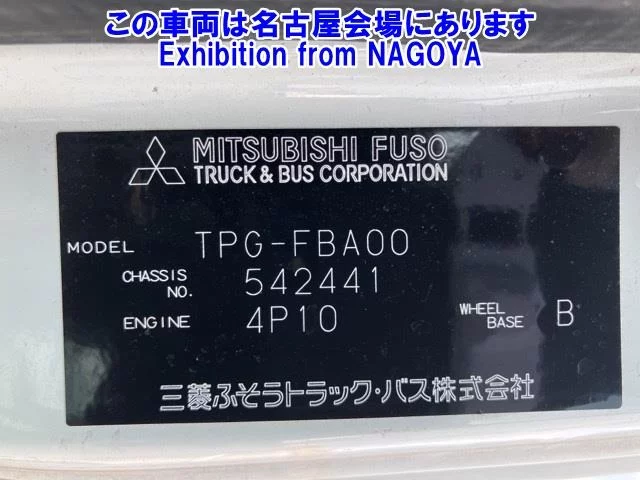 この車両は名古屋会場にあります
Exhibition from NAGOYA
MITSUBISHI FUSO
TRUCK & BUS CORPORATION
MODEL TPG-FBA00
CHASSIS NO. 542441
ENGINE 4P10 WHEEL BASE B
三菱ふそうトラック・バス株式会社